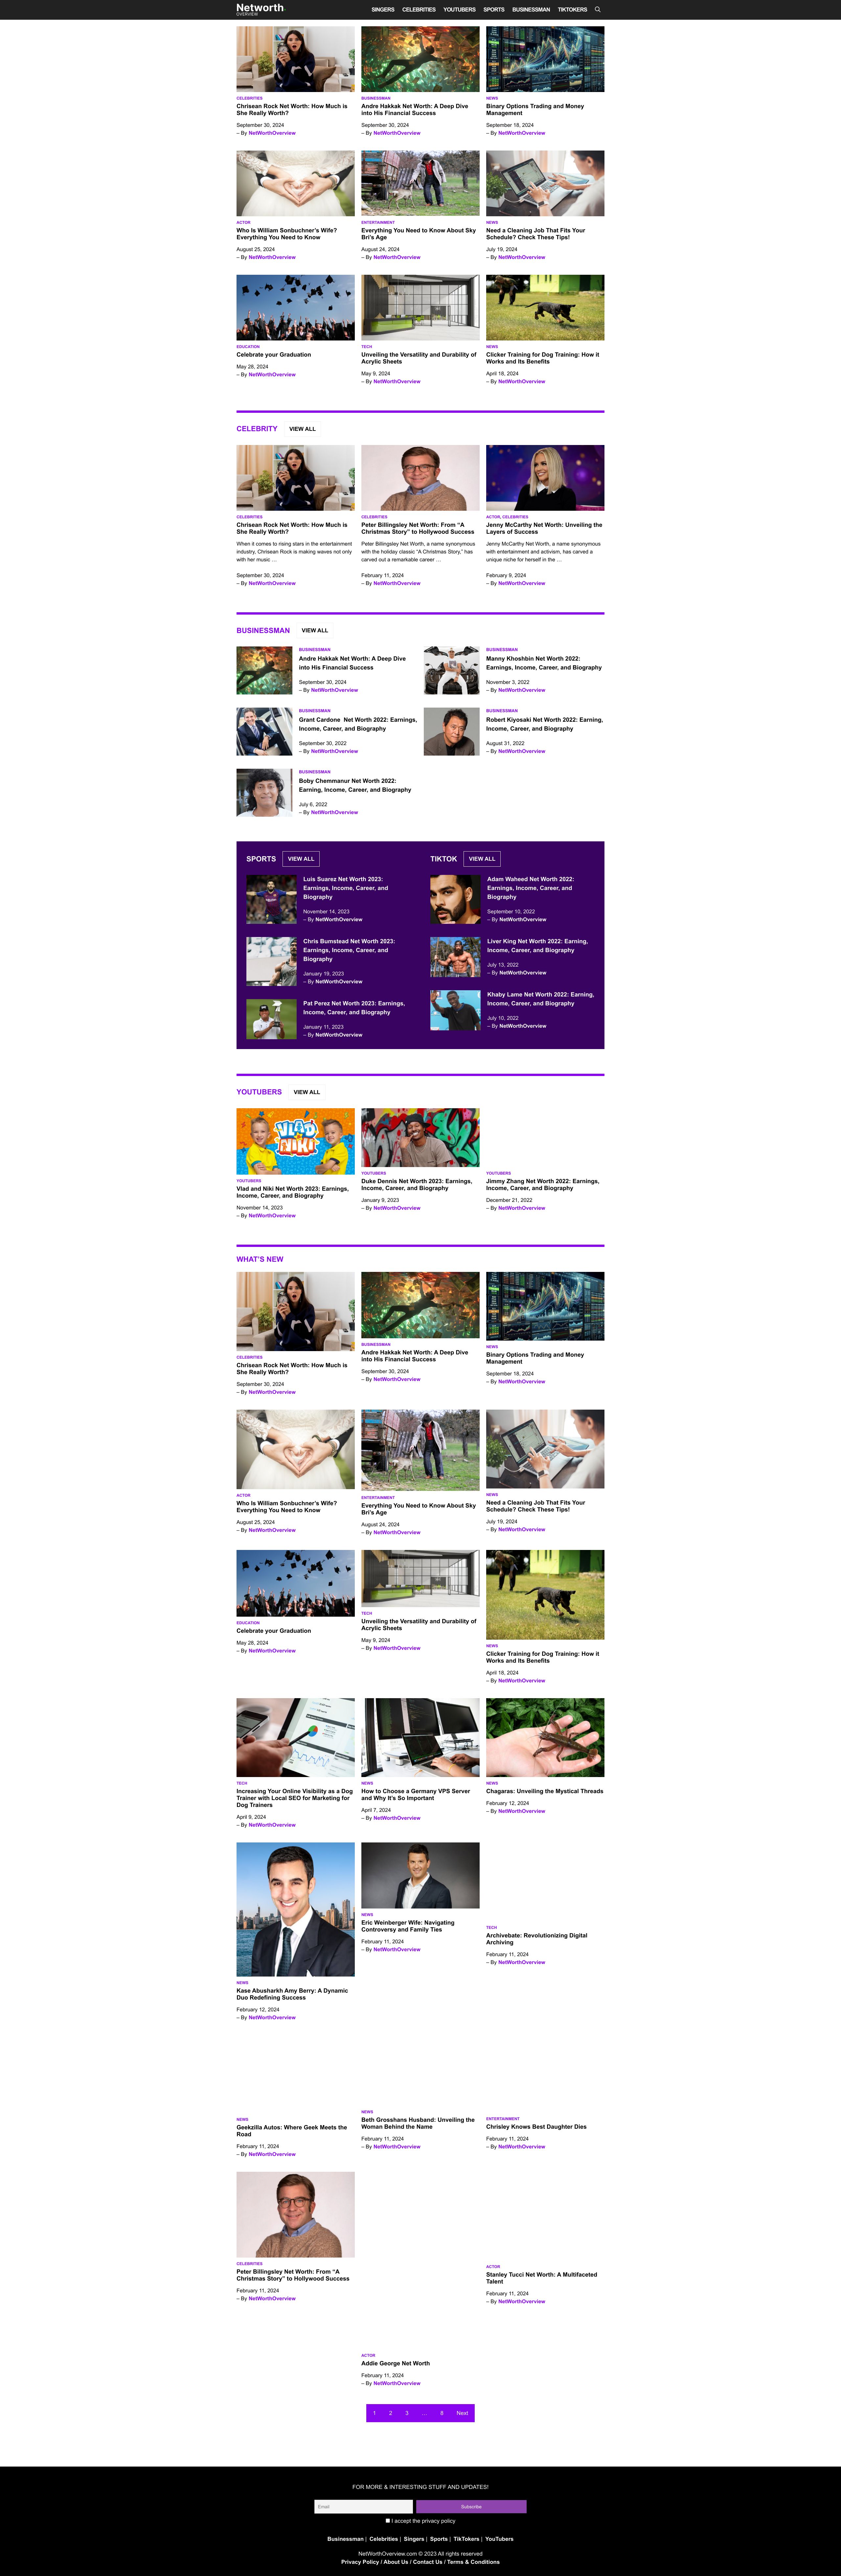 Networth
OVERVIEW
SINGERS CELEBRITIES YOUTUBERS SPORTS BUSINESSMAN TIKTOKERS
CELEBRITIES
Chrisean Rock Net Worth: How Much is
She Really Worth?
September 30, 2024
– By NetWorthOverview
BUSINESSMAN
Andre Hakkak Net Worth: A Deep Dive
into His Financial Success
September 30, 2024
– By NetWorthOverview
NEWS
Binary Options Trading and Money
Management
September 18, 2024
– By NetWorthOverview
ACTOR
Who Is William Sonbuchner's Wife?
Everything You Need to Know
August 25, 2024
– By NetWorthOverview
ENTERTAINMENT
Everything You Need to Know About Sky
Bri's Age
August 24, 2024
– By NetWorthOverview
NEWS
Need a Cleaning Job That Fits Your
Schedule? Check These Tips!
July 19, 2024
– By NetWorthOverview
EDUCATION
Celebrate your Graduation
May 28, 2024
– By NetWorthOverview
TECH
Unveiling the Versatility and Durability of
Acrylic Sheets
May 9, 2024
– By NetWorthOverview
NEWS
Clicker Training for Dog Training: How it
Works and Its Benefits
April 18, 2024
– By NetWorthOverview
CELEBRITY VIEW ALL
CELEBRITIES
Chrisean Rock Net Worth: How Much is
She Really Worth?
When it comes to rising stars in the entertainment
industry, Chrisean Rock is making waves not only
with her music …
September 30, 2024
– By NetWorthOverview
CELEBRITIES
Peter Billingsley Net Worth: From "A
Christmas Story" to Hollywood Success
Peter Billingsley Net Worth, a name synonymous
with the holiday classic "A Christmas Story," has
carved out a remarkable career …
February 11, 2024
– By NetWorthOverview
ACTOR, CELEBRITIES
Jenny McCarthy Net Worth: Unveiling the
Layers of Success
Jenny McCarthy Net Worth, a name synonymous
with entertainment and activism, has carved a
unique niche for herself in the …
February 9, 2024
– By NetWorthOverview
BUSINESSMAN VIEW ALL
BUSINESSMAN
Andre Hakkak Net Worth: A Deep Dive
into His Financial Success
September 30, 2024
– By NetWorthOverview
BUSINESSMAN
Manny Khoshbin Net Worth 2022:
Earnings, Income, Career, and Biography
November 3, 2022
– By NetWorthOverview
BUSINESSMAN
Grant Cardone Net Worth 2022: Earnings,
Income, Career, and Biography
September 30, 2022
– By NetWorthOverview
BUSINESSMAN
Robert Kiyosaki Net Worth 2022: Earning,
Income, Career, and Biography
August 31, 2022
– By NetWorthOverview
BUSINESSMAN
Boby Chemmanur Net Worth 2022:
Earning, Income, Career, and Biography
July 6, 2022
– By NetWorthOverview
SPORTS VIEW ALL
Luis Suarez Net Worth 2023:
Earnings, Income, Career, and
Biography
November 14, 2023
– By NetWorthOverview
Chris Bumstead Net Worth 2023:
Earnings, Income, Career, and
Biography
January 19, 2023
– By NetWorthOverview
Pat Perez Net Worth 2023: Earnings,
Income, Career, and Biography
January 11, 2023
– By NetWorthOverview
TIKTOK VIEW ALL
Adam Waheed Net Worth 2022:
Earnings, Income, Career, and
Biography
September 10, 2022
– By NetWorthOverview
Liver King Net Worth 2022: Earning,
Income, Career, and Biography
July 13, 2022
– By NetWorthOverview
Khaby Lame Net Worth 2022: Earning,
Income, Career, and Biography
July 10, 2022
– By NetWorthOverview
YOUTUBERS VIEW ALL
VLAD
NIKI
YOUTUBERS
Vlad and Niki Net Worth 2023: Earnings,
Income, Career, and Biography
November 14, 2023
– By NetWorthOverview
YOUTUBERS
Duke Dennis Net Worth 2023: Earnings,
Income, Career, and Biography
January 9, 2023
– By NetWorthOverview
YOUTUBERS
Jimmy Zhang Net Worth 2022: Earnings,
Income, Career, and Biography
December 21, 2022
– By NetWorthOverview
WHAT'S NEW
CELEBRITIES
Chrisean Rock Net Worth: How Much is
She Really Worth?
September 30, 2024
– By NetWorthOverview
BUSINESSMAN
Andre Hakkak Net Worth: A Deep Dive
into His Financial Success
September 30, 2024
– By NetWorthOverview
NEWS
Binary Options Trading and Money
Management
September 18, 2024
– By NetWorthOverview
ACTOR
Who Is William Sonbuchner's Wife?
Everything You Need to Know
August 25, 2024
– By NetWorthOverview
ENTERTAINMENT
Everything You Need to Know About Sky
Bri's Age
August 24, 2024
– By NetWorthOverview
NEWS
Need a Cleaning Job That Fits Your
Schedule? Check These Tips!
July 19, 2024
– By NetWorthOverview
EDUCATION
Celebrate your Graduation
May 28, 2024
– By NetWorthOverview
TECH
Unveiling the Versatility and Durability of
Acrylic Sheets
May 9, 2024
– By NetWorthOverview
NEWS
Clicker Training for Dog Training: How it
Works and Its Benefits
April 18, 2024
– By NetWorthOverview
TECH
Increasing Your Online Visibility as a Dog
Trainer with Local SEO for Marketing for
Dog Trainers
April 9, 2024
– By NetWorthOverview
NEWS
How to Choose a Germany VPS Server
and Why It's So Important
April 7, 2024
– By NetWorthOverview
NEWS
Chagaras: Unveiling the Mystical Threads
February 12, 2024
– By NetWorthOverview
NEWS
Kase Abusharkh Amy Berry: A Dynamic
Duo Redefining Success
February 12, 2024
– By NetWorthOverview
NEWS
Eric Weinberger Wife: Navigating
Controversy and Family Ties
February 11, 2024
– By NetWorthOverview
TECH
Archivebate: Revolutionizing Digital
Archiving
February 11, 2024
– By NetWorthOverview
NEWS
Geekzilla Autos: Where Geek Meets the
Road
February 11, 2024
– By NetWorthOverview
NEWS
Beth Grosshans Husband: Unveiling the
Woman Behind the Name
February 11, 2024
– By NetWorthOverview
ENTERTAINMENT
Chrisley Knows Best Daughter Dies
February 11, 2024
– By NetWorthOverview
CELEBRITIES
Peter Billingsley Net Worth: From "A
Christmas Story" to Hollywood Success
February 11, 2024
– By NetWorthOverview
ACTOR
Addie George Net Worth
February 11, 2024
– By NetWorthOverview
ACTOR
Stanley Tucci Net Worth: A Multifaceted
Talent
February 11, 2024
– By NetWorthOverview
1 2 3 … 8 Next
FOR MORE & INTERESTING STUFF AND UPDATES!
Email Subscribe
I accept the privacy policy
Businessman | Celebrities | Singers | Sports | TikTokers | YouTubers
NetWorthOverview.com © 2023 All rights reserved
Privacy Policy / About Us / Contact Us / Terms & Conditions